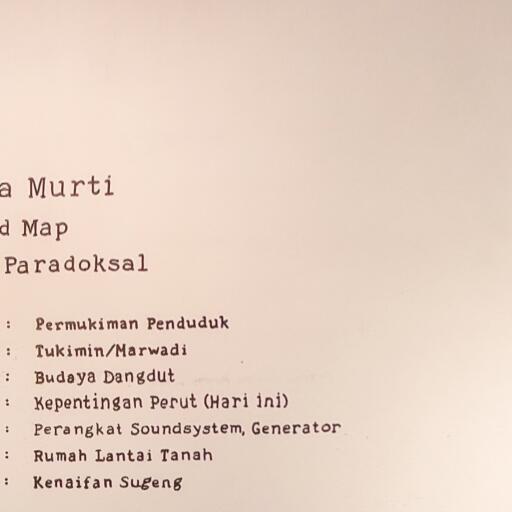 a Murti
d Map
Paradoksal
: Permukiman Penduduk
: Tukimin/Marwadi
: Budaya Dangdut
: Kepentingan Perut (Hari ini)
: Perangkat Soundsystem, Generator
: Rumah Lantai Tanah
: Kenaifan Sugeng